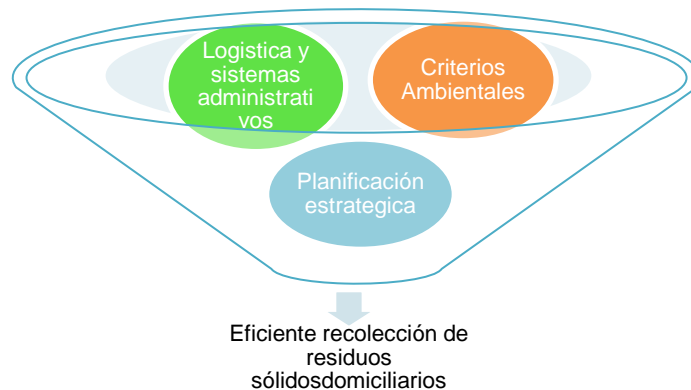 Logistica y
sistemas
administrati
vos
Criterios
Ambientales
Planificación
estrategica
Eficiente recolección de
residuos
sólidosdomiciliarios